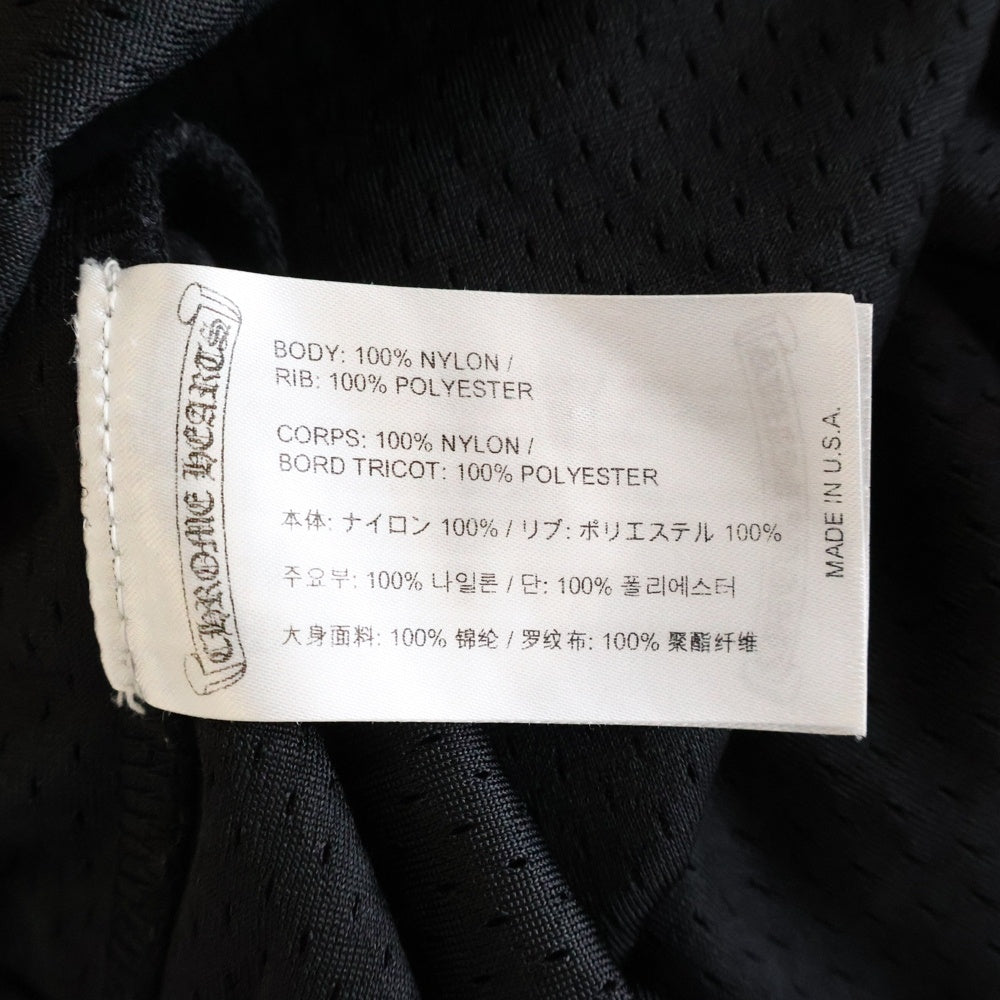 CHROME HEARTS
BODY: 100% NYLON /
RIB: 100% POLYESTER
CORPS: 100% NYLON /
BORD TRICOT: 100% POLYESTER
本体: ナイロン 100% / リブ: ポリエステル 100%
주요부: 100% 나일론 / 단: 100% 폴리에스터
大身面料: 100% 锦纶 / 罗纹布: 100% 聚酯纤维
MADE IN U.S.A.